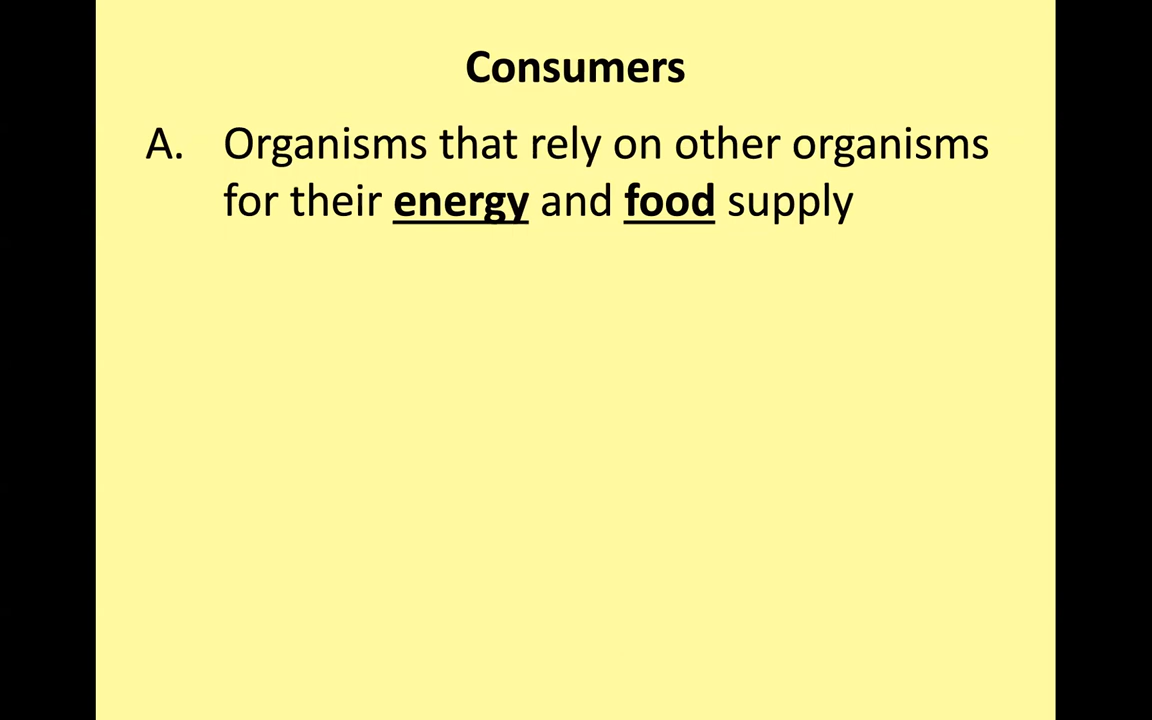 Consumers
A. Organisms that rely on other organisms
for their energy and food supply